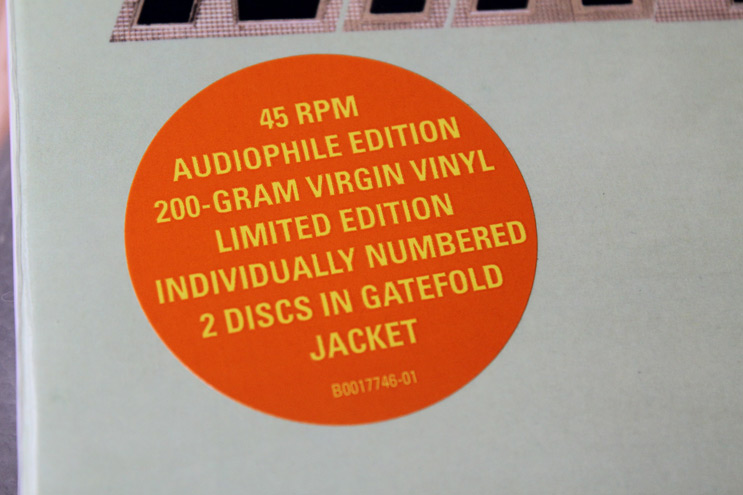 45 RPM
AUDIOPHILE EDITION
200-GRAM VIRGIN VINYL
LIMITED EDITION
INDIVIDUALLY NUMBERED
2 DISCS IN GATEFOLD
JACKET
B0017746-01